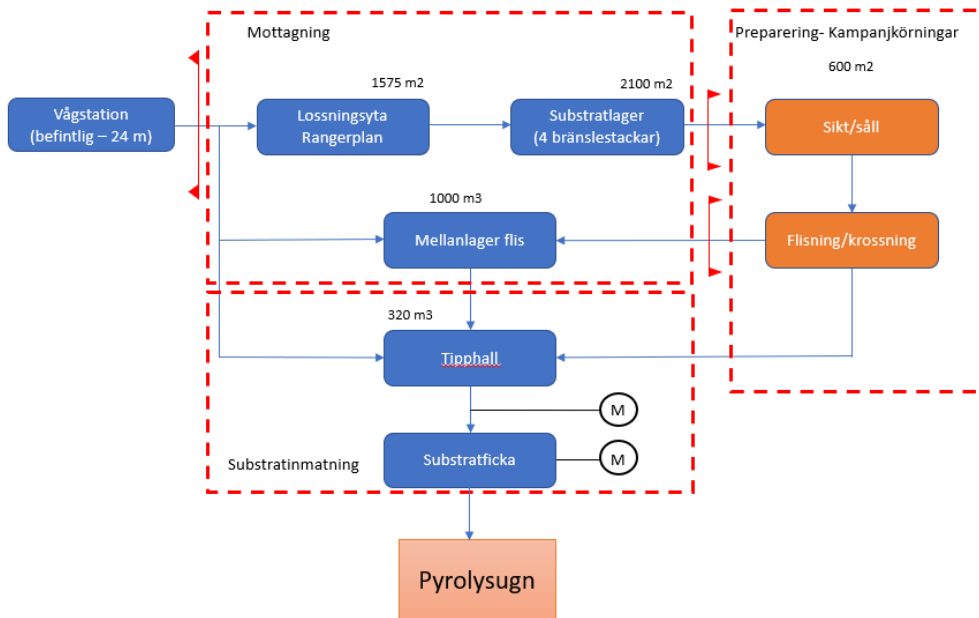 Mottagning
Preparering- Kampanjkörningar
600 m2
1575 m2
2100 m2
Vågstation
(befintlig – 24 m)
Lossningsyta
Rangerplan
Substratlager
(4 bränslestackar)
Sikt/såll
1000 m3
Mellanlager flis
Flisning/krossning
320 m3
Tipphall
M
Substratficka
M
Substratinmatning
Pyrolysugn